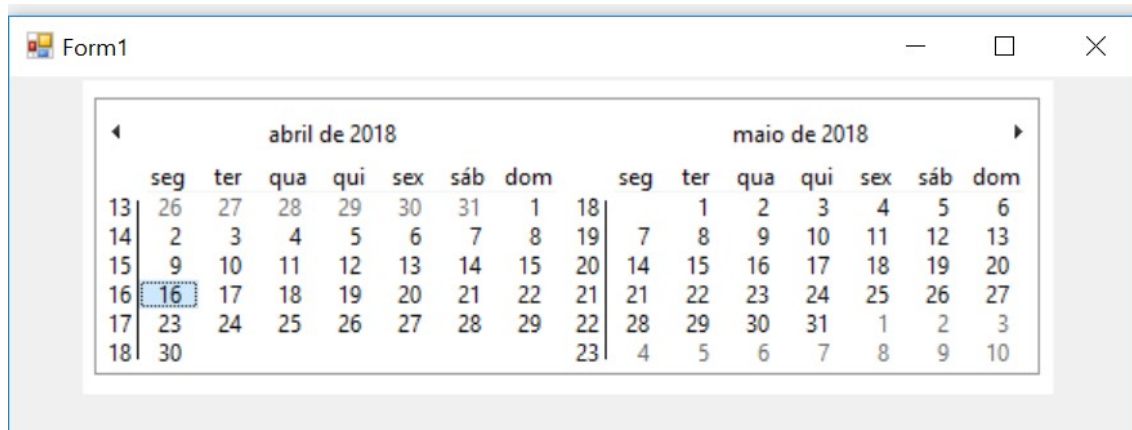 Form1
abril de 2018 maio de 2018
seg ter qua qui sex sáb dom seg ter qua qui sex sáb dom
13 26 27 28 29 30 31 1 18 1 2 3 4 5 6
14 2 3 4 5 6 7 8 19 7 8 9 10 11 12 13
15 9 10 11 12 13 14 15 20 14 15 16 17 18 19 20
16 16 17 18 19 20 21 22 21 21 22 23 24 25 26 27
17 23 24 25 26 27 28 29 22 28 29 30 31 1 2 3
18 30 23 4 5 6 7 8 9 10